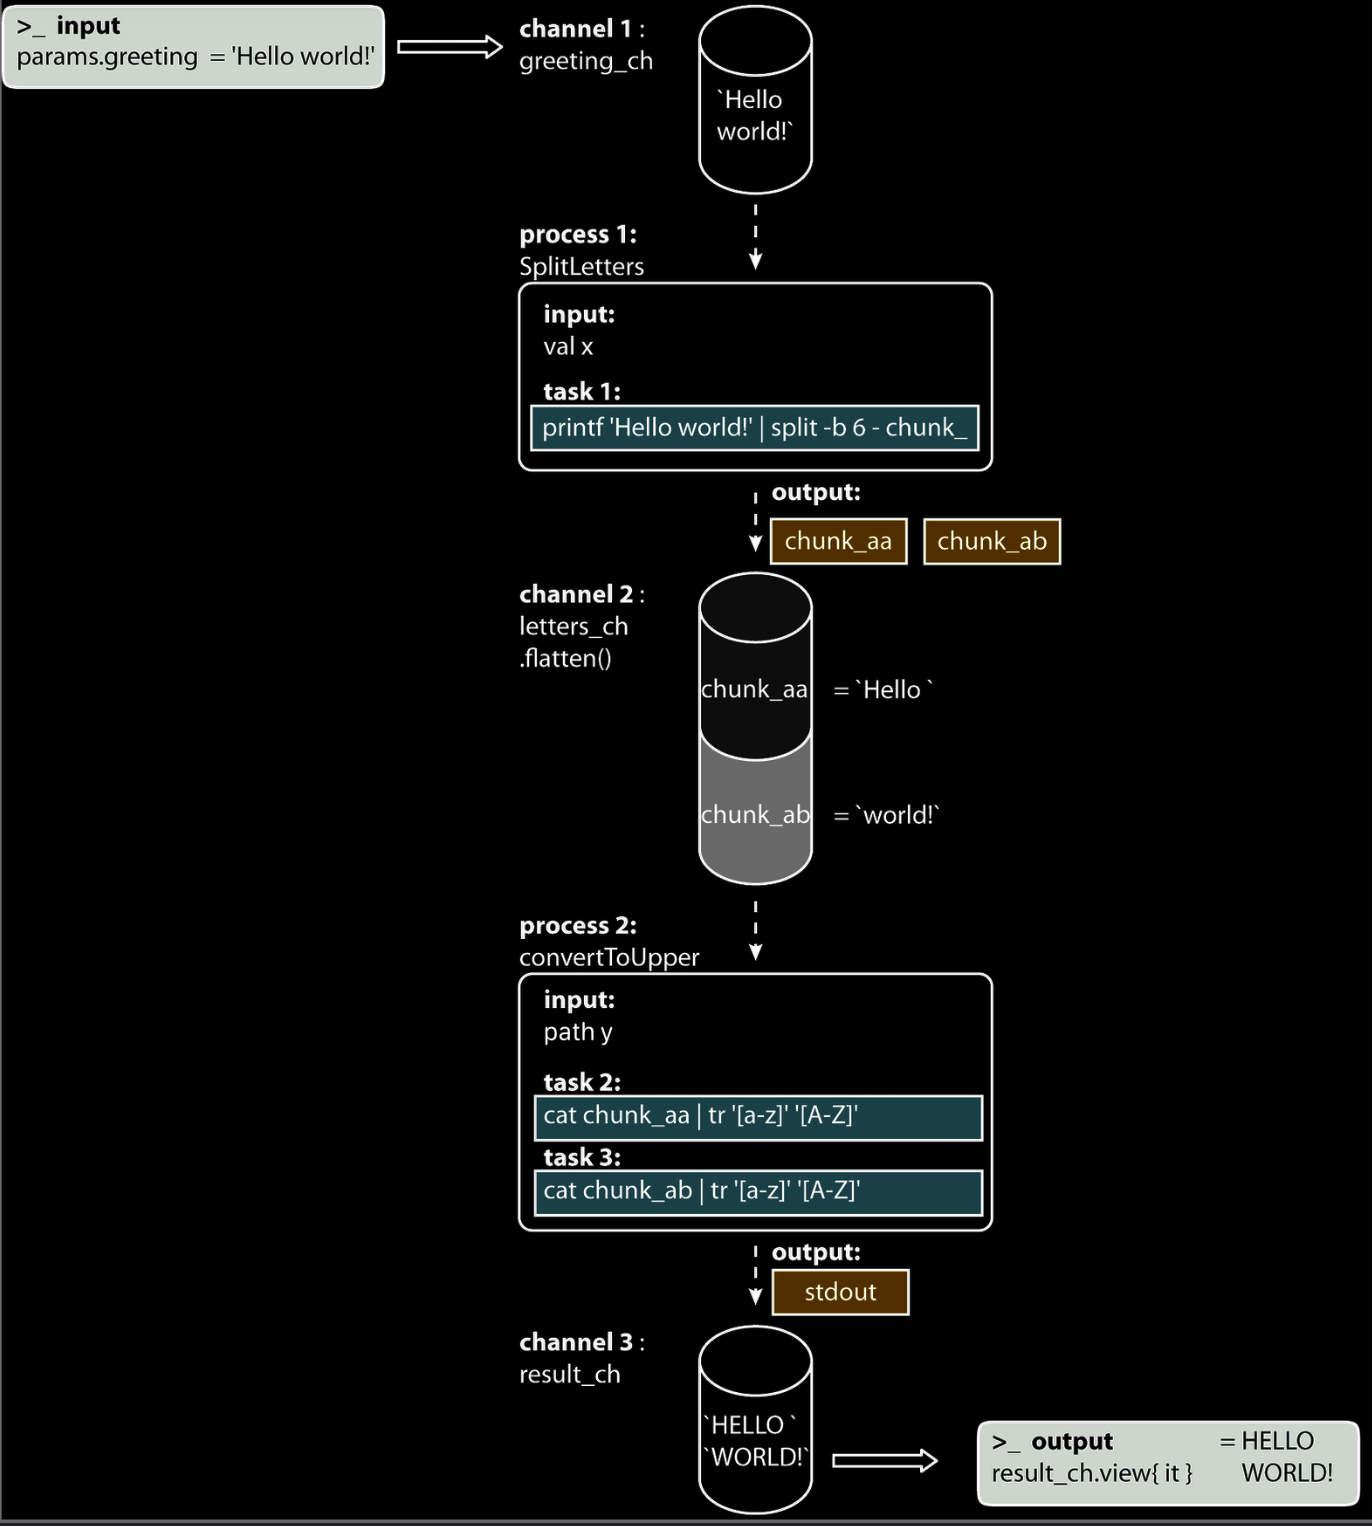 >_ input
params.greeting = 'Hello world!'
channel 1 :
greeting_ch
`Hello
world!`
process 1:
SplitLetters
input:
val x
task 1:
printf 'Hello world!' | split -b 6 - chunk_
output:
chunk_aa chunk_ab
channel 2 :
letters_ch
.flatten()
chunk_aa = `Hello `
chunk_ab = `world!`
process 2:
convertToUpper
input:
path y
task 2:
cat chunk_aa | tr '[a-z]' '[A-Z]'
task 3:
cat chunk_ab | tr '[a-z]' '[A-Z]'
output:
stdout
channel 3 :
result_ch
`HELLO `
`WORLD!`
>_ output = HELLO
result_ch.view{ it } WORLD!